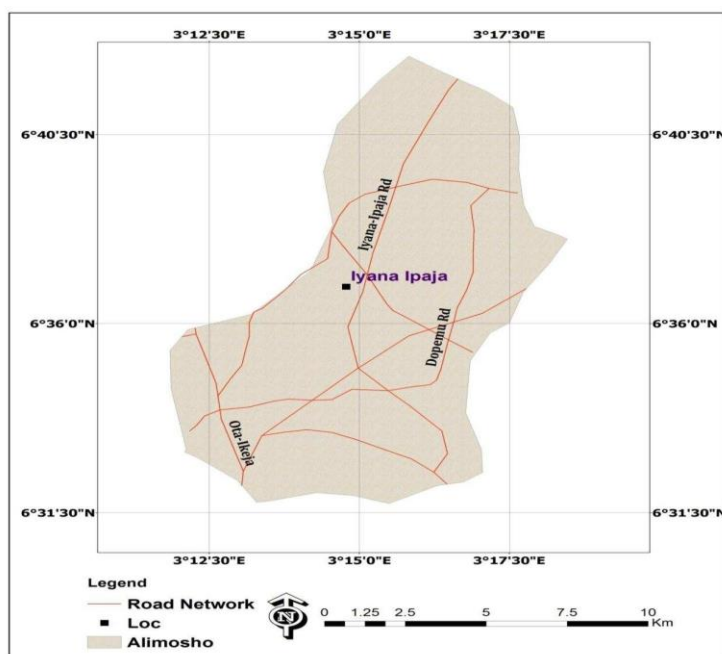 3°12'30"E 3°15'0"E 3°17'30"E
6°40'30"N 6°40'30"N
Iyana-Ipaja Rd
Iyana Ipaja
6°36'0"N 6°36'0"N
Dopemu Rd
Ota-Ikeja
6°31'30"N 6°31'30"N
3°12'30"E 3°15'0"E 3°17'30"E
Legend
Road Network
Loc
Alimosho
N
0 1.25 2.5 5 7.5 10
Km